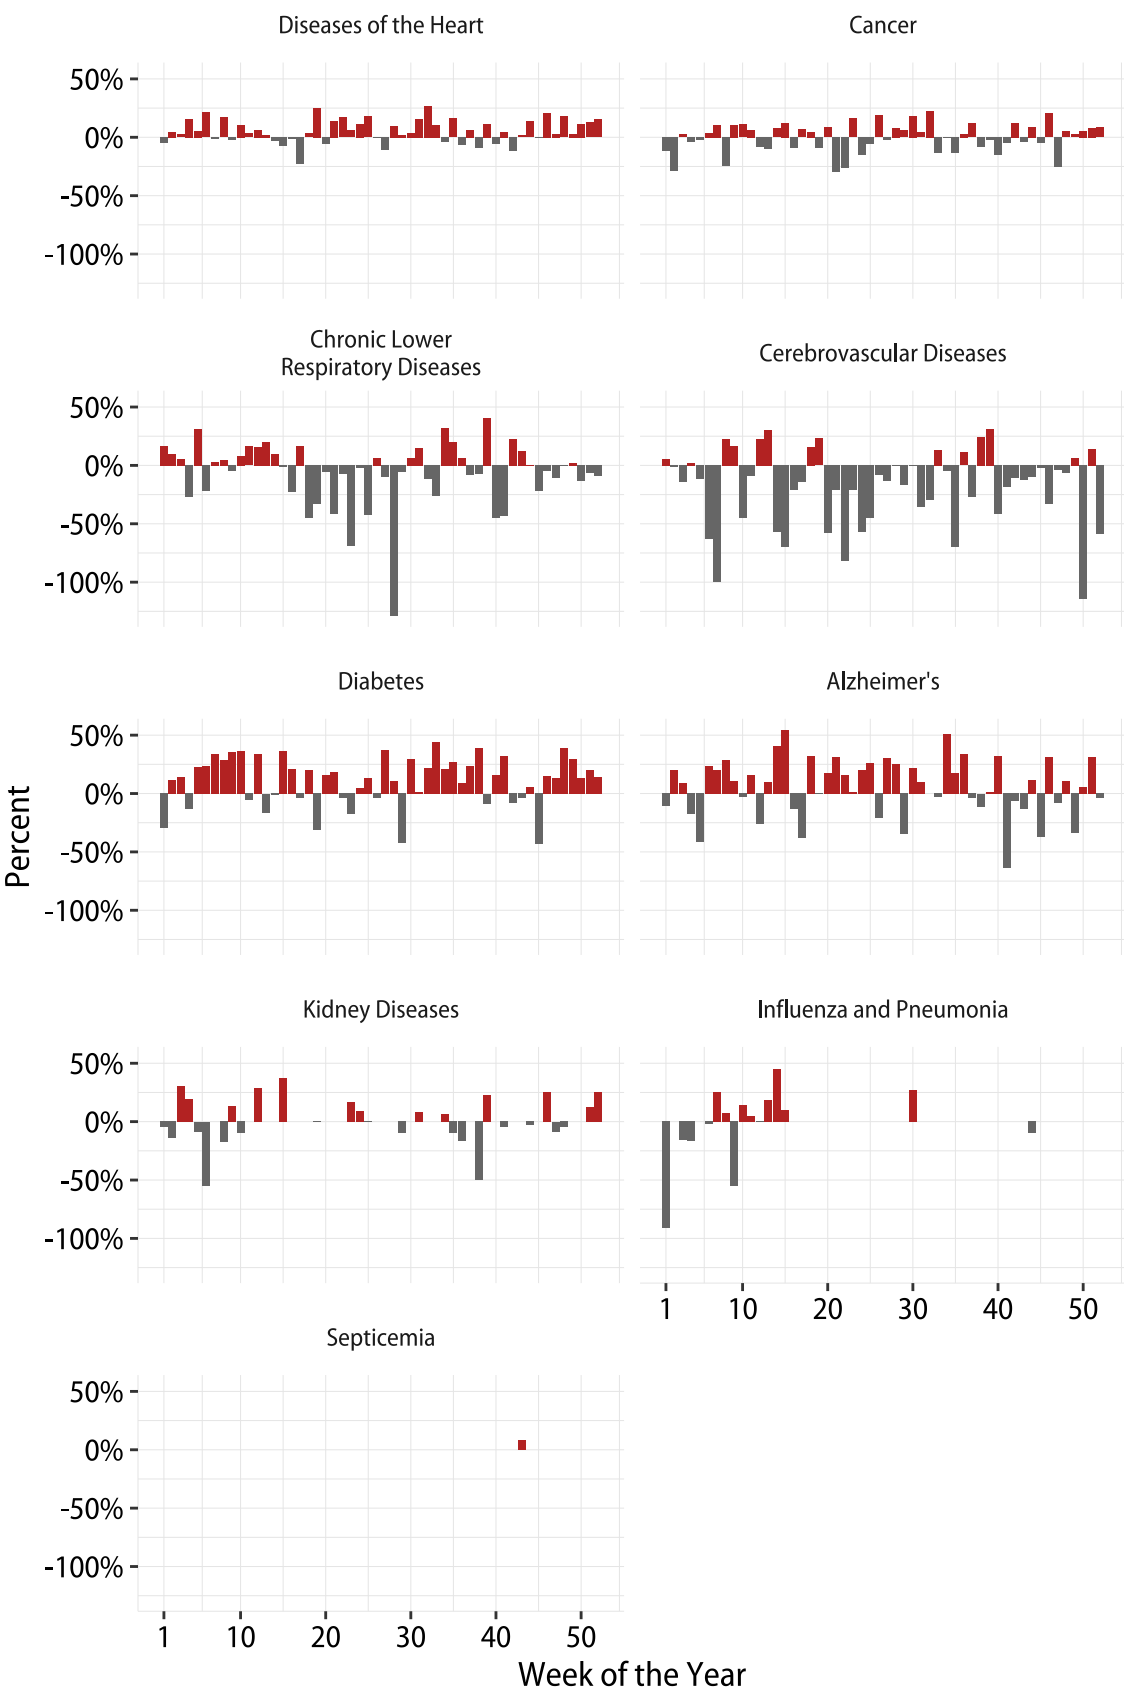 Diseases of the Heart
Cancer
50%
0%
-50%
-100%
Chronic Lower
Respiratory Diseases
Cerebrovascular Diseases
50%
0%
-50%
-100%
Diabetes
Alzheimer's
50%
0%
-50%
-100%
Percent
Kidney Diseases
Influenza and Pneumonia
50%
0%
-50%
-100%
1 10 20 30 40 50
Septicemia
50%
0%
-50%
-100%
1 10 20 30 40 50
Week of the Year